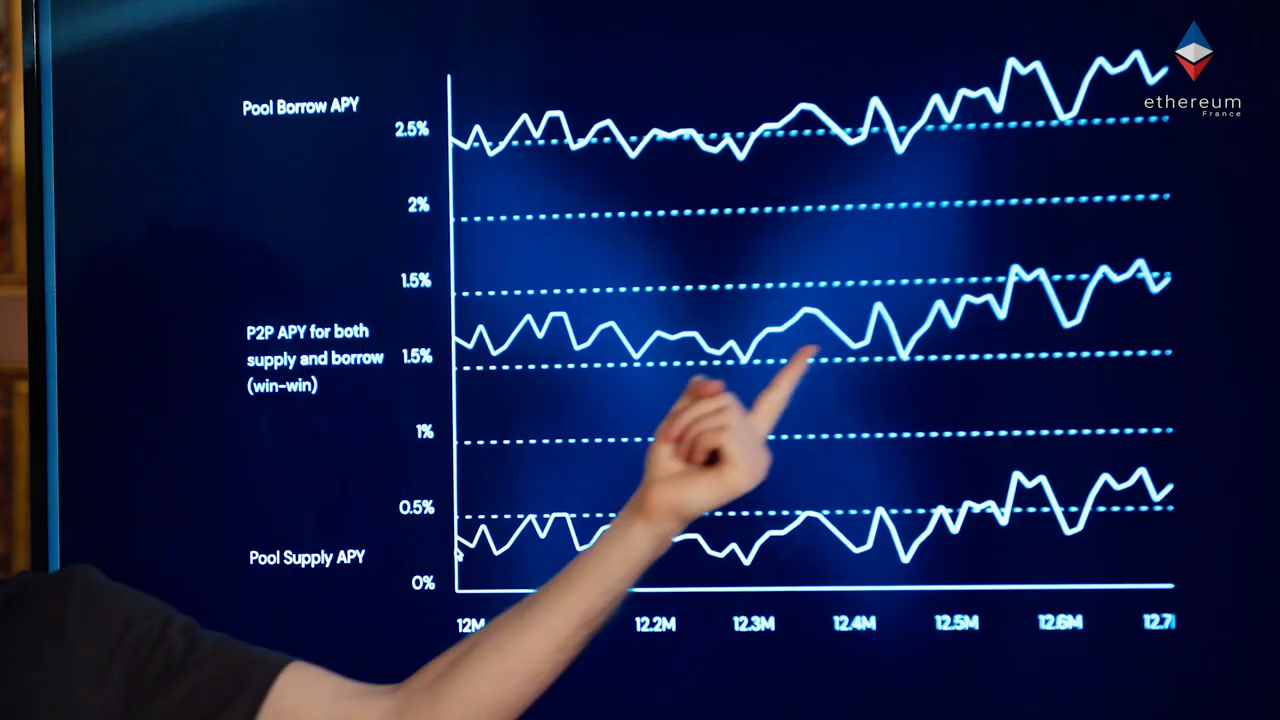 ethereum
France
Pool Borrow APY
2.5%
2%
1.5%
P2P APY for both
supply and borrow
(win-win)
1.5%
1%
0.5%
Pool Supply APY
0%
12M
12.2M
12.3M
12.4M
12.5M
12.6M